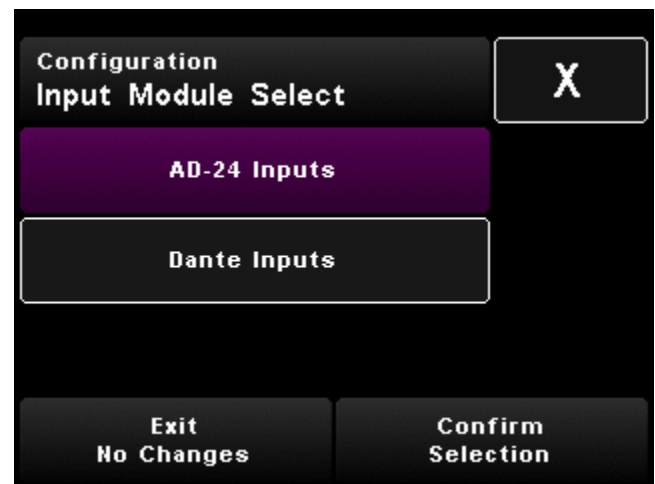 Configuration
Input Module Select
X
AD-24 Inputs
Dante Inputs
Exit
No Changes
Confirm
Selection